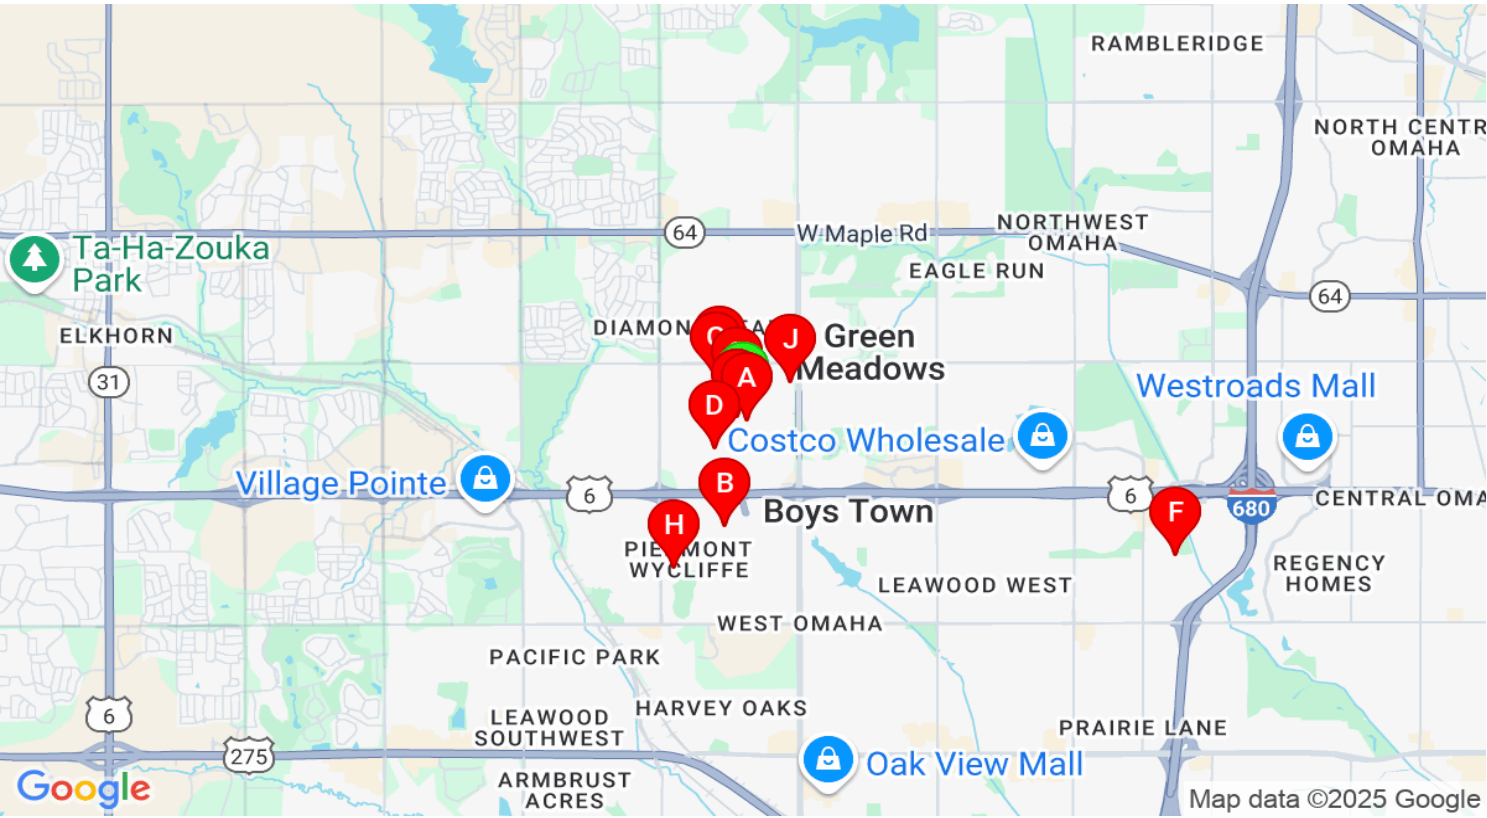 RAMBLERIDGE
NORTH CENTR
OMAHA
NORTHWEST
OMAHA
64
W Maple Rd
Ta-Ha-Zouka
Park
EAGLE RUN
64
ELKHORN
DIAMON
C
J
Green
Meadows
31
A
Westroads Mall
D
Costco Wholesale
Village Pointe
6
B
6
CENTRAL OMA
680
F
Boys Town
H
PIEDMONT
WYCLIFFE
REGENCY
HOMES
LEAWOOD WEST
WEST OMAHA
PACIFIC PARK
HARVEY OAKS
6
LEAWOOD
SOUTHWEST
PRAIRIE LANE
275
Oak View Mall
ARMBRUST
ACRES
Google
Map data ©2025 Google